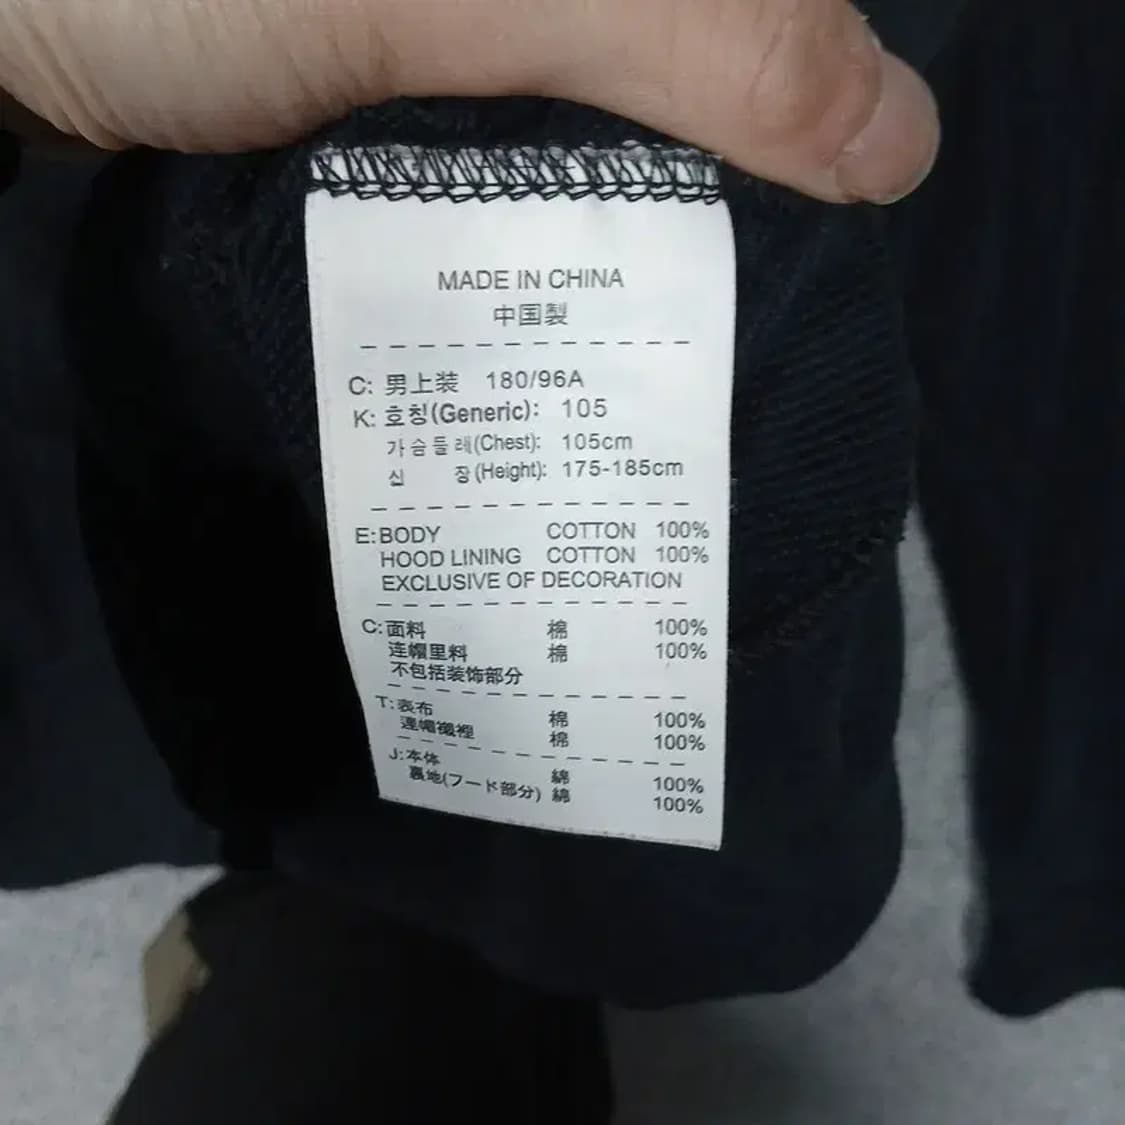 MADE IN CHINA
中国製
C: 男上装 180/96A
K: 호칭(Generic): 105
가슴둘레(Chest): 105cm
신 장(Height): 175-185cm
E:BODY COTTON 100%
HOOD LINING COTTON 100%
EXCLUSIVE OF DECORATION
C:面料 棉 100%
连帽里料 棉 100%
不包括装饰部分
T:表布 棉 100%
連帽襯裡 棉 100%
J:本体 綿 100%
裏地(フード部分) 綿 100%